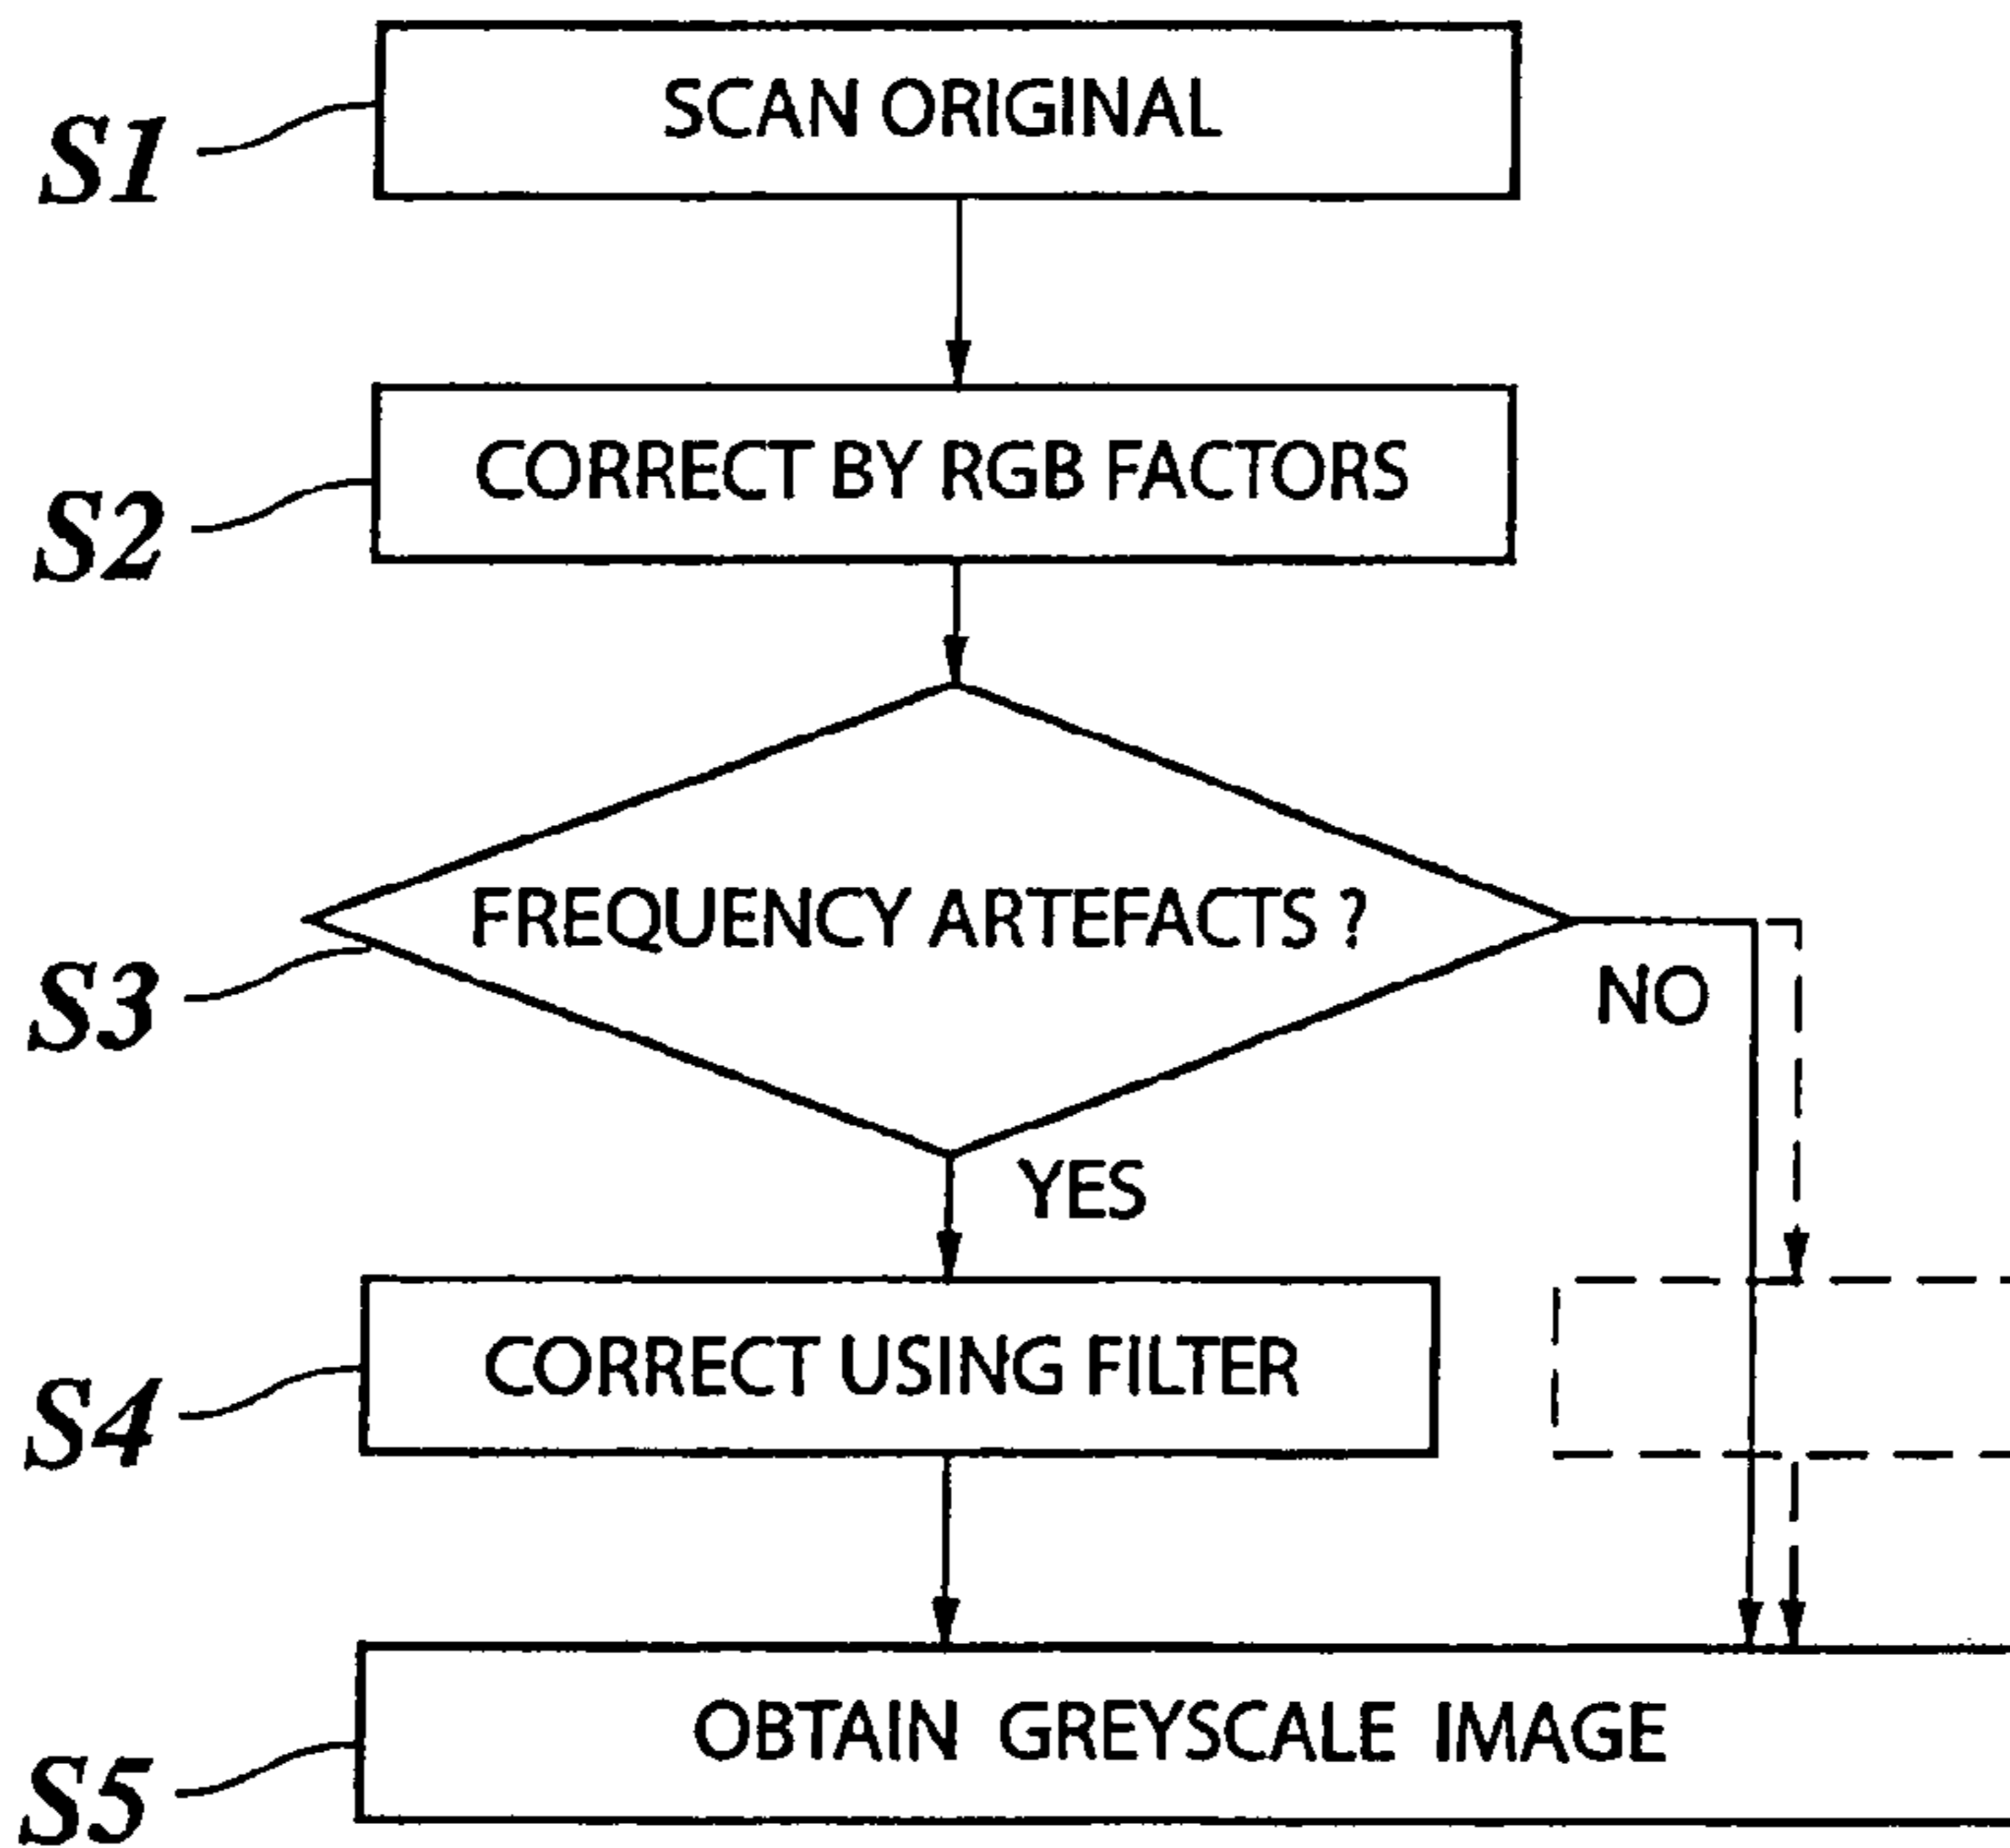 S1
SCAN ORIGINAL
S2
CORRECT BY RGB FACTORS
S3
FREQUENCY ARTEFACTS ?
NO
YES
S4
CORRECT USING FILTER
S5
OBTAIN GREYSCALE IMAGE